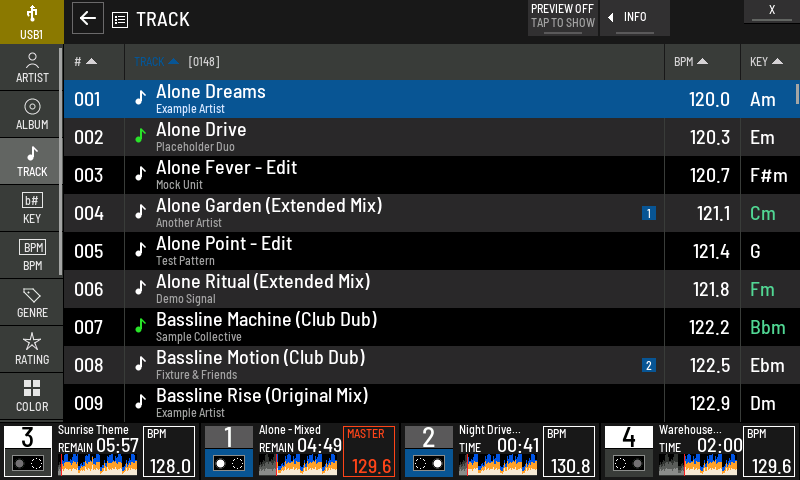 USB1
TRACK
PREVIEW OFF
TAP TO SHOW
INFO
X
ARTIST
ALBUM
TRACK
b#
KEY
BPM
BPM
GENRE
RATING
COLOR
# TRACK [0148] BPM KEY
001 Alone Dreams 120.0 Am
Example Artist
002 Alone Drive 120.3 Em
Placeholder Duo
003 Alone Fever - Edit 120.7 F#m
Mock Unit
004 Alone Garden (Extended Mix) 1 121.1 Cm
Another Artist
005 Alone Point - Edit 121.4 G
Test Pattern
006 Alone Ritual (Extended Mix) 121.8 Fm
Demo Signal
007 Bassline Machine (Club Dub) 122.2 Bbm
Sample Collective
008 Bassline Motion (Club Dub) 2 122.5 Ebm
Fixture & Friends
009 Bassline Rise (Original Mix) 122.9 Dm
Example Artist
3 Sunrise Theme
REMAIN 05:57
BPM
128.0
1 Alone - Mixed
REMAIN 04:49
MASTER
129.6
2 Night Drive...
TIME 00:41
BPM
130.8
4 Warehouse...
TIME 02:00
BPM
129.6